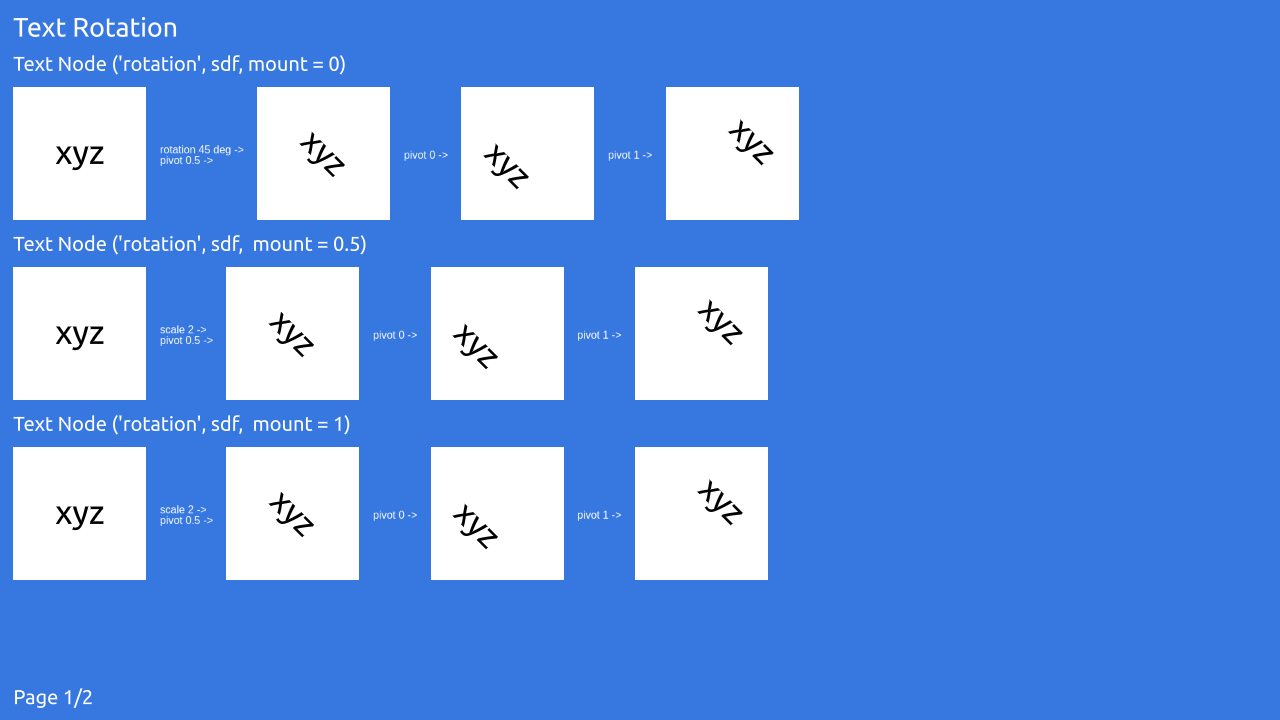 Text Rotation
Text Node ('rotation', sdf, mount = 0)
xyz
rotation 45 deg ->
pivot 0.5 ->
xyz
pivot 0 ->
xyz
pivot 1 ->
xyz
Text Node ('rotation', sdf,  mount = 0.5)
xyz
scale 2 ->
pivot 0.5 ->
xyz
pivot 0 ->
xyz
pivot 1 ->
xyz
Text Node ('rotation', sdf,  mount = 1)
xyz
scale 2 ->
pivot 0.5 ->
xyz
pivot 0 ->
xyz
pivot 1 ->
xyz
Page 1/2